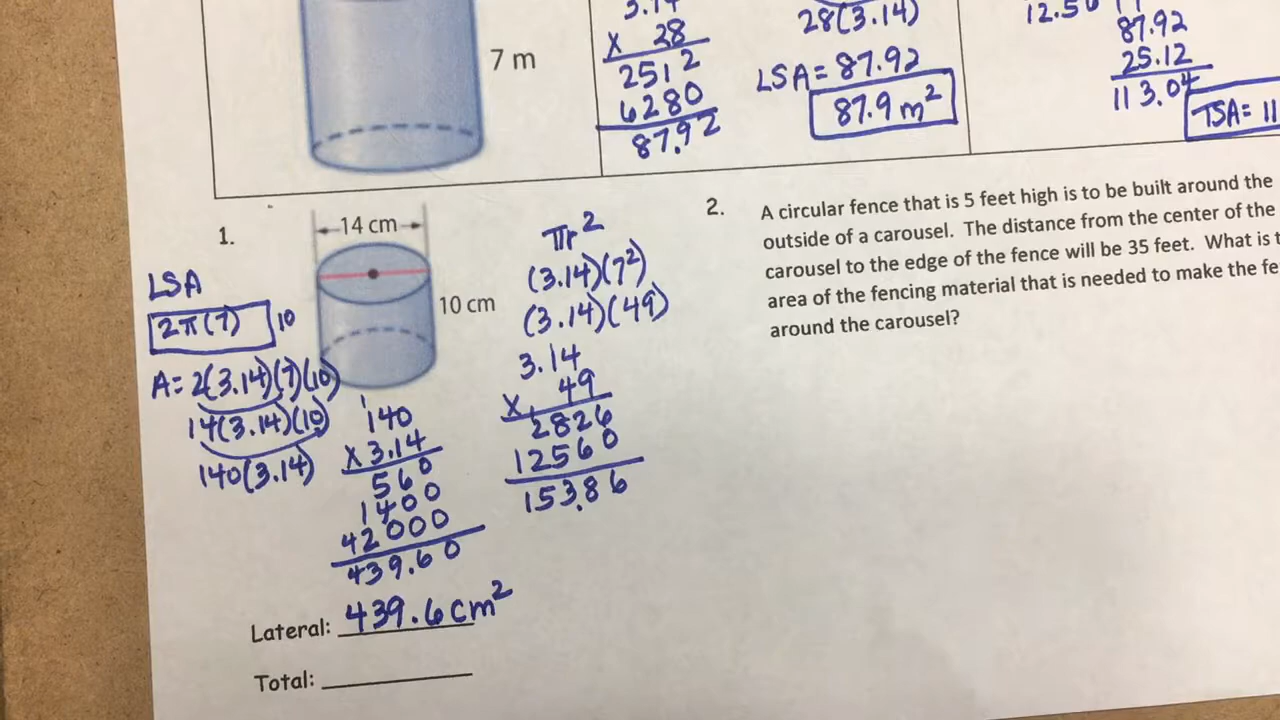 7 m
3.14
x 28
2512
6280
87.92
28(3.14)
LSA = 87.92
87.9 m²
12.50
87.92
25.12
113.04
TSA = 11
1.
14 cm
10 cm
LSA
2π(7) 10
A = 2(3.14)(7)(10)
14(3.14)(10)
140(3.14)
1
140
x 3.14
560
1400
42000
439.60
πr²
(3.14)(7²)
(3.14)(49)
3.14
x 49
2826
12560
153.86
Lateral: 439.6 cm²
Total:
2.
A circular fence that is 5 feet high is to be built around the
outside of a carousel. The distance from the center of the
carousel to the edge of the fence will be 35 feet. What is t
area of the fencing material that is needed to make the fe
around the carousel?